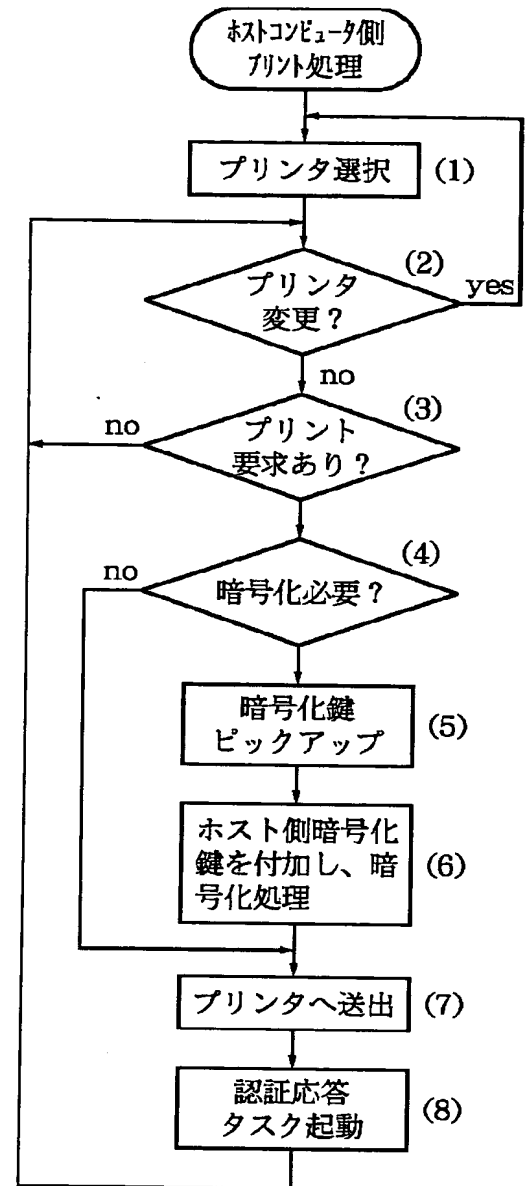 ホストコンピュータ側
プリント処理
プリンタ選択
(1)
(2)
プリンタ
変更?
yes
no
(3)
プリント
要求あり?
no
(4)
暗号化必要?
no
暗号化鍵
ピックアップ
(5)
ホスト側暗号化
鍵を付加し、暗
号化処理
(6)
プリンタへ送出
(7)
認証応答
タスク起動
(8)